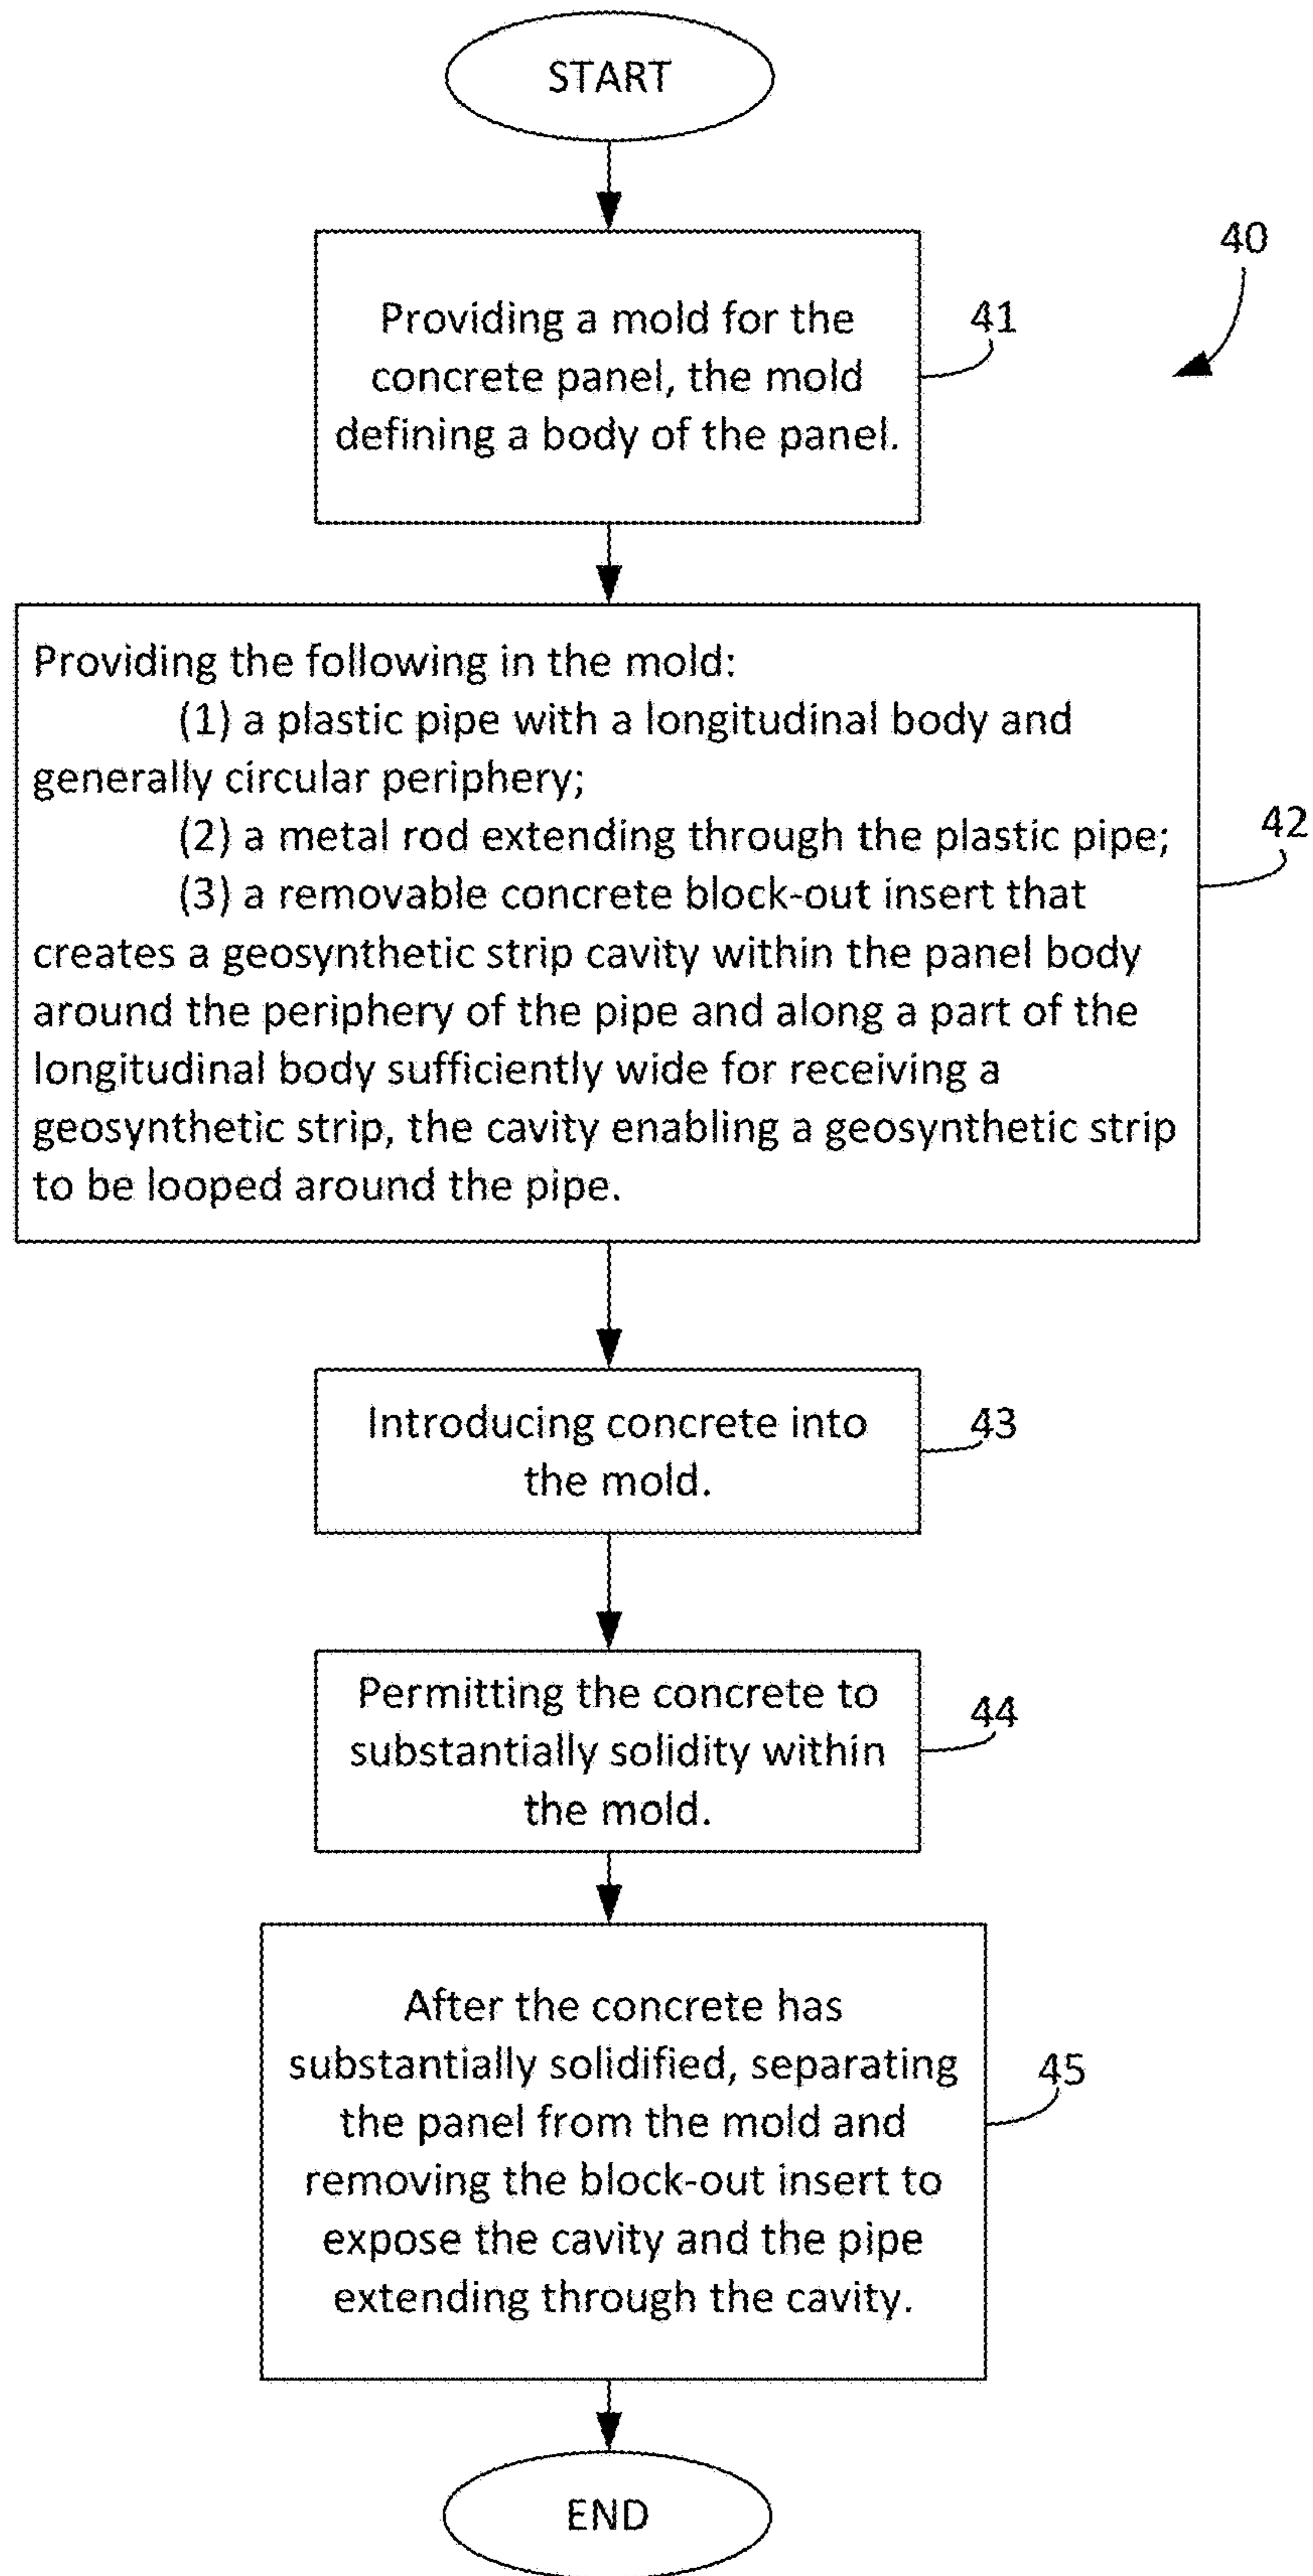 START
40
Providing a mold for the
concrete panel, the mold
defining a body of the panel.
41
Providing the following in the mold:
(1) a plastic pipe with a longitudinal body and
generally circular periphery;
(2) a metal rod extending through the plastic pipe;
(3) a removable concrete block-out insert that
creates a geosynthetic strip cavity within the panel body
around the periphery of the pipe and along a part of the
longitudinal body sufficiently wide for receiving a
geosynthetic strip, the cavity enabling a geosynthetic strip
to be looped around the pipe.
42
Introducing concrete into
the mold.
43
Permitting the concrete to
substantially solidity within
the mold.
44
After the concrete has
substantially solidified, separating
the panel from the mold and
removing the block-out insert to
expose the cavity and the pipe
extending through the cavity.
45
END